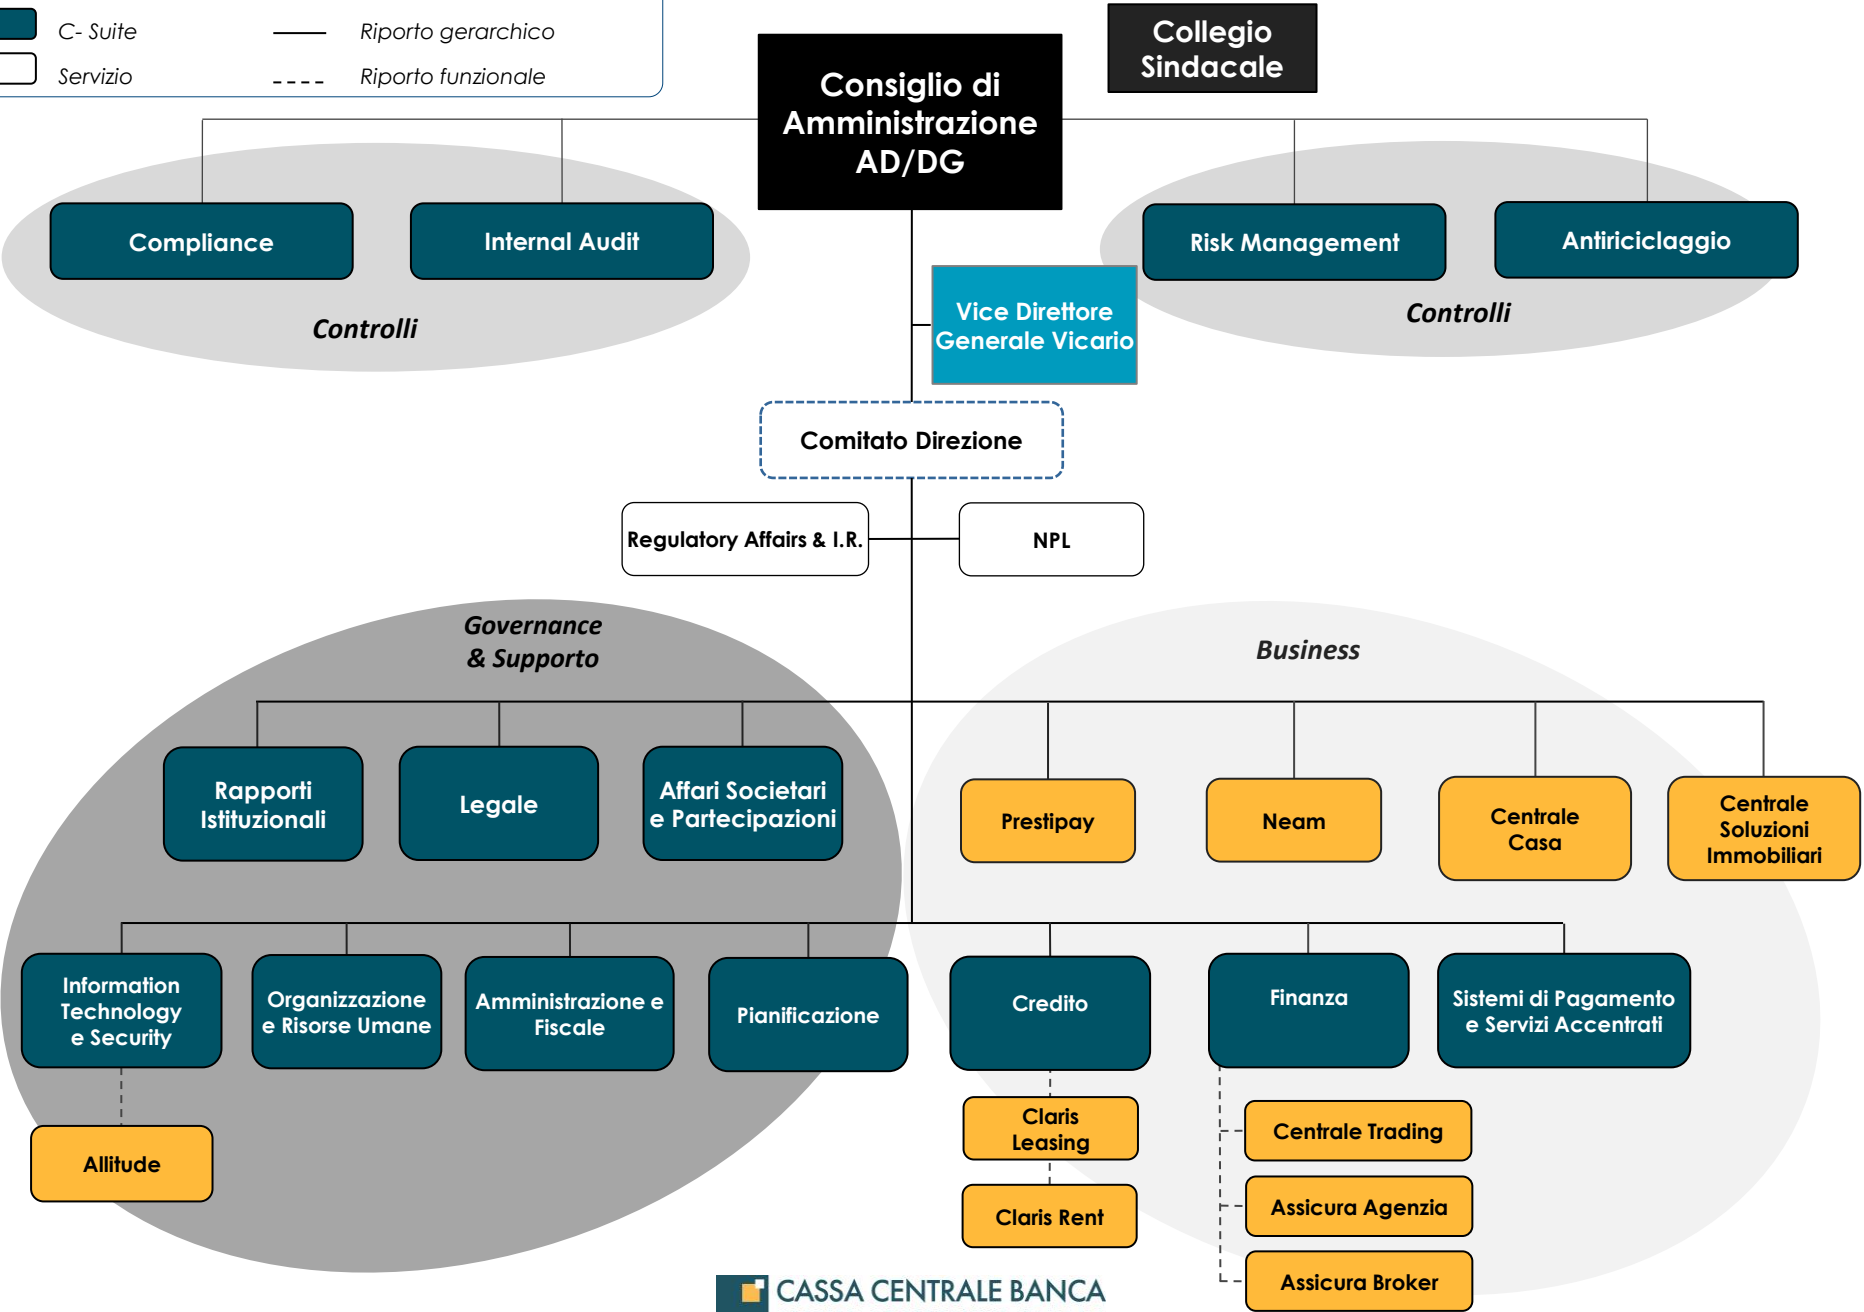 C- Suite
Riporto gerarchico
Servizio
Riporto funzionale
Collegio
Sindacale
Consiglio di
Amministrazione
AD/DG
Compliance
Internal Audit
Risk Management
Antiriciclaggio
Controlli
Controlli
Vice Direttore
Generale Vicario
Comitato Direzione
Regulatory Affairs & I.R.
NPL
Governance
& Supporto
Business
Rapporti
Istituzionali
Legale
Affari Societari
e Partecipazioni
Prestipay
Neam
Centrale
Casa
Centrale
Soluzioni
Immobiliari
Information
Technology
e Security
Organizzazione
e Risorse Umane
Amministrazione e
Fiscale
Pianificazione
Credito
Finanza
Sistemi di Pagamento
e Servizi Accentrati
Allitude
Claris
Leasing
Claris Rent
Centrale Trading
Assicura Agenzia
Assicura Broker
CASSA CENTRALE BANCA